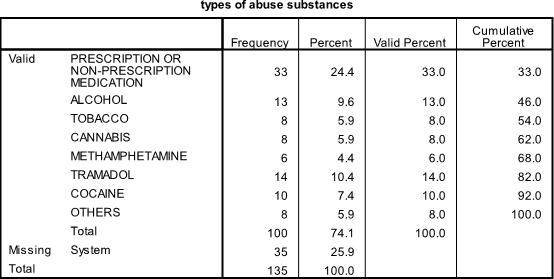 types of abuse substances
Frequency Percent Valid Percent Cumulative Percent
Valid PRESCRIPTION OR NON-PRESCRIPTION MEDICATION 33 24.4 33.0 33.0
ALCOHOL 13 9.6 13.0 46.0
TOBACCO 8 5.9 8.0 54.0
CANNABIS 8 5.9 8.0 62.0
METHAMPHETAMINE 6 4.4 6.0 68.0
TRAMADOL 14 10.4 14.0 82.0
COCAINE 10 7.4 10.0 92.0
OTHERS 8 5.9 8.0 100.0
Total 100 74.1 100.0
Missing System 35 25.9
Total 135 100.0